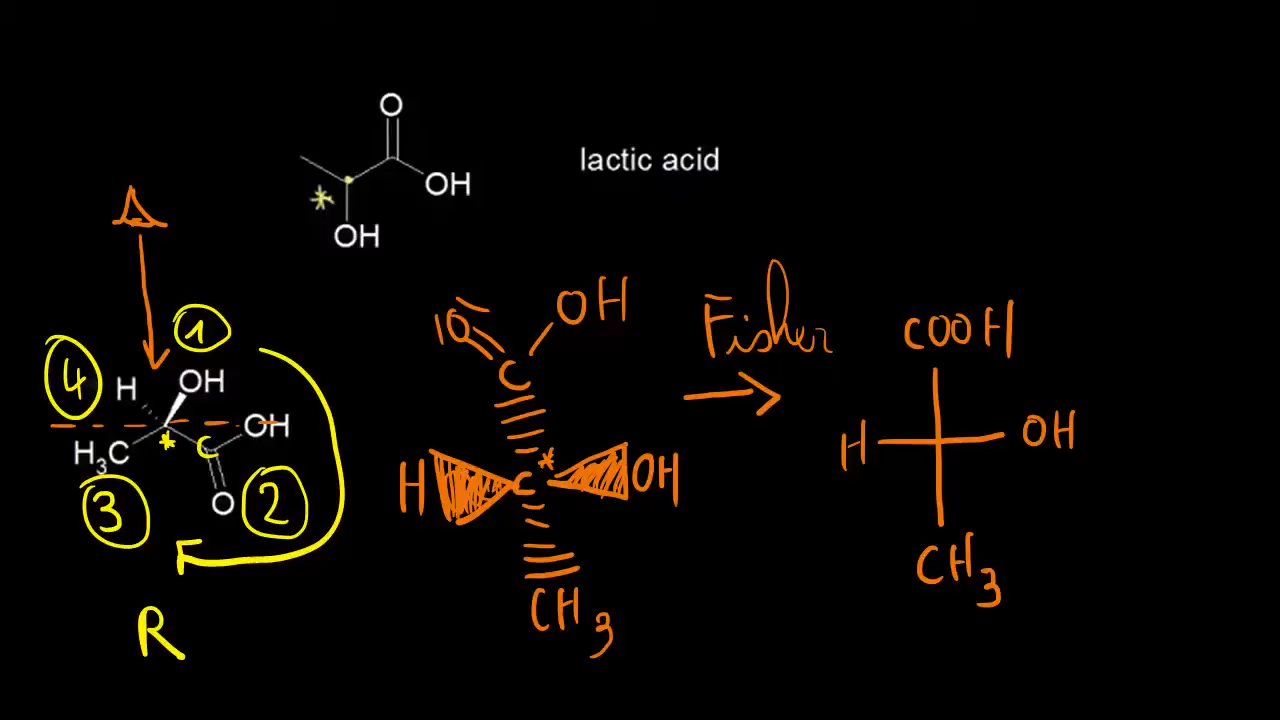 O
lactic acid
OH
*
OH
1
4
H
OH
*
C
OH
H3C
3
O
2
R
|O|
OH
C
H
C
*
OH
CH3
Fisher
COOH
H
OH
CH3